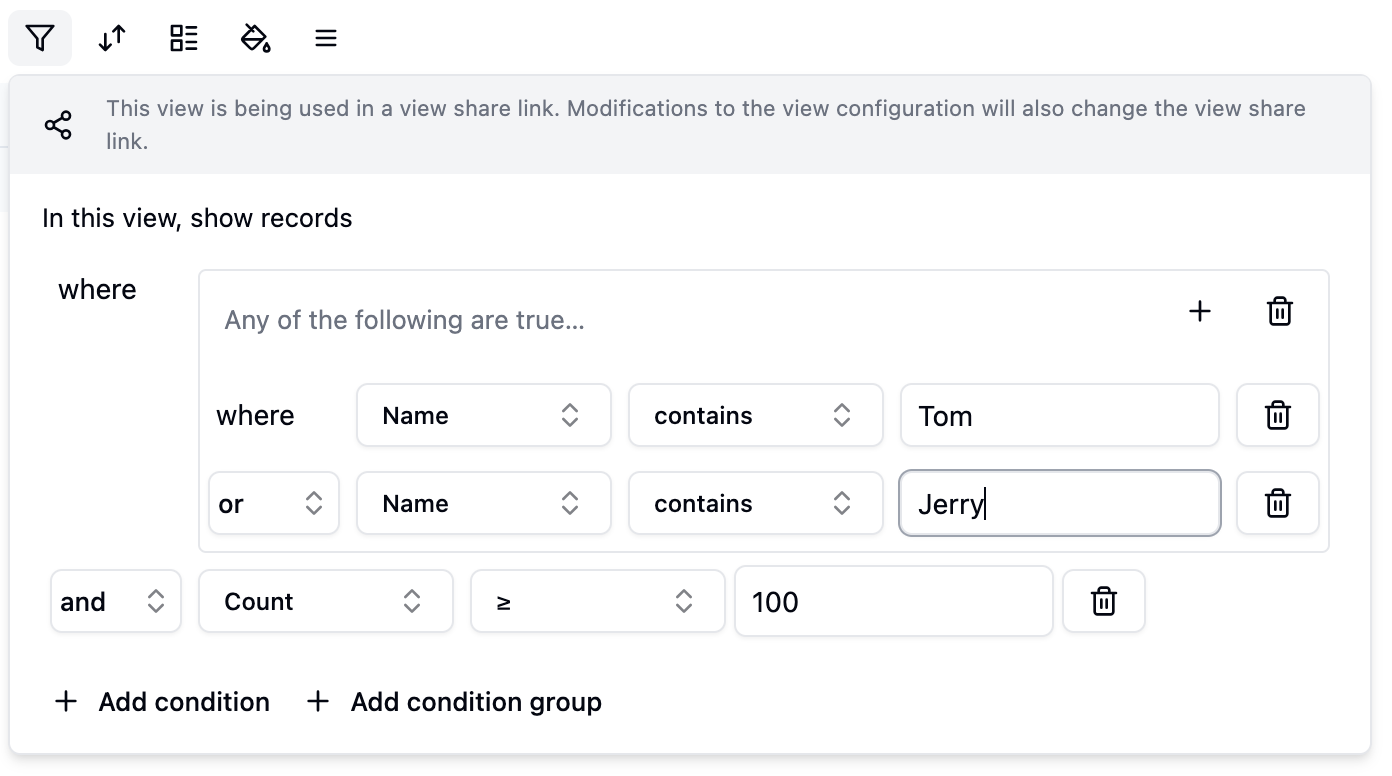 This view is being used in a view share link. Modifications to the view configuration will also change the view share
link.
In this view, show records
where
Any of the following are true...
where Name contains Tom
or Name contains Jerry
and Count ≥ 100
Add condition Add condition group